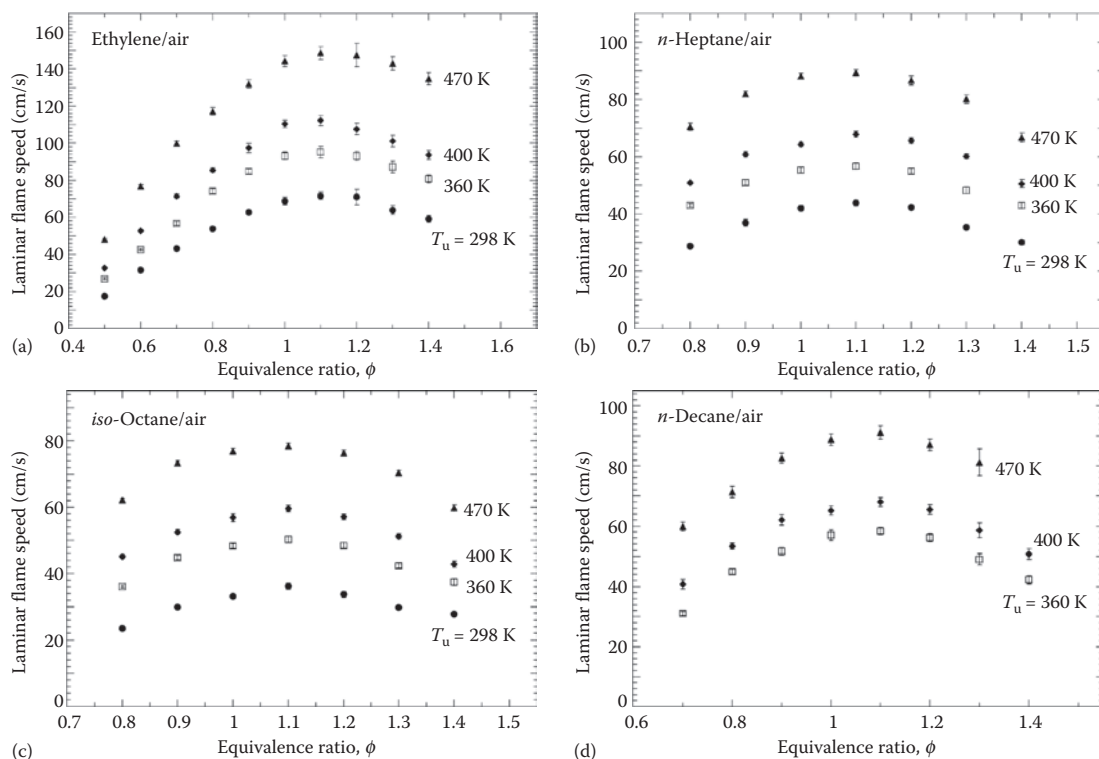 Ethylene/air
Laminar flame speed (cm/s)
160
140
120
100
80
60
40
20
0
470 K
400 K
360 K
Tu = 298 K
0.4 0.6 0.8 1 1.2 1.4 1.6
(a)
Equivalence ratio, ϕ
n-Heptane/air
Laminar flame speed (cm/s)
100
80
60
40
20
0
470 K
400 K
360 K
Tu = 298 K
0.7 0.8 0.9 1 1.1 1.2 1.3 1.4 1.5
(b)
Equivalence ratio, ϕ
iso-Octane/air
Laminar flame speed (cm/s)
80
60
40
20
0
470 K
400 K
360 K
Tu = 298 K
0.7 0.8 0.9 1 1.1 1.2 1.3 1.4 1.5
(c)
Equivalence ratio, ϕ
n-Decane/air
Laminar flame speed (cm/s)
100
80
60
40
20
0
470 K
400 K
Tu = 360 K
0.6 0.8 1 1.2 1.4
(d)
Equivalence ratio, ϕ